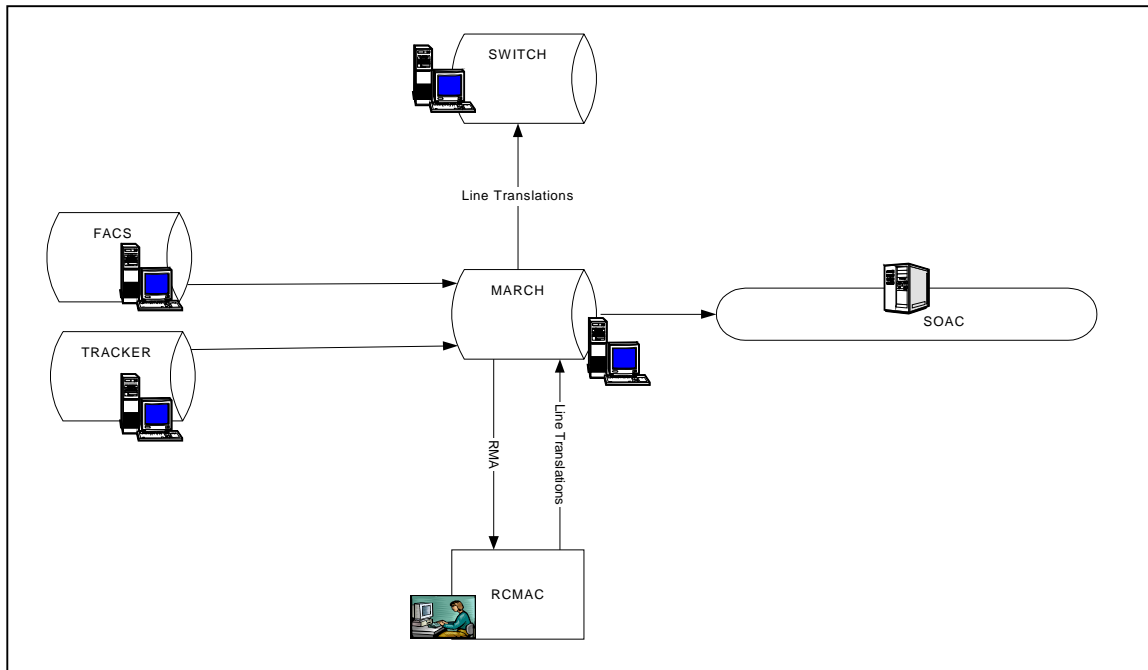 SWITCH
Line Translations
FACS
MARCH
SOAC
TRACKER
RMA
Line Translations
RCMAC